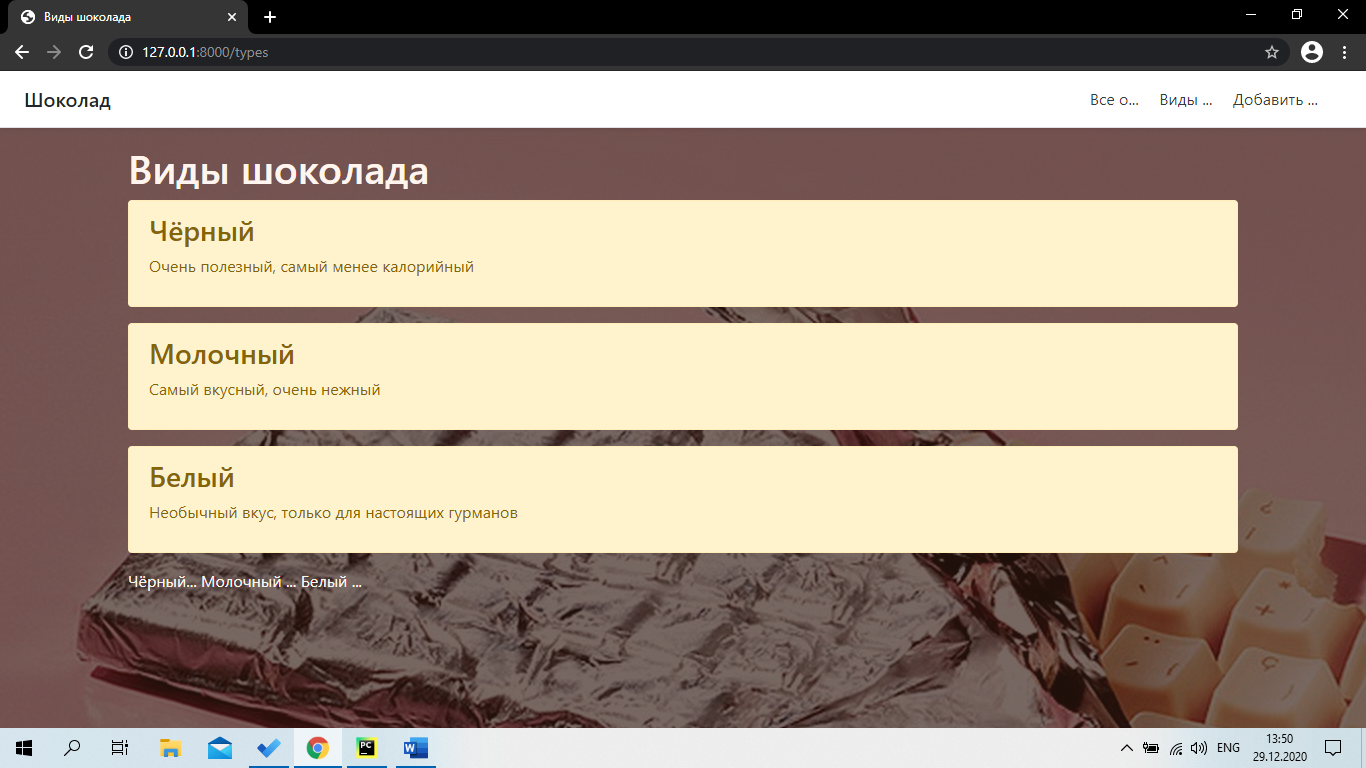 Виды шоколада
127.0.0.1:8000/types
Шоколад
Все о... Виды ... Добавить ...
Виды шоколада
Чёрный
Очень полезный, самый менее калорийный
Молочный
Самый вкусный, очень нежный
Белый
Необычный вкус, только для настоящих гурманов
Чёрный... Молочный ... Белый ...
PC
W
ENG
13:50
29.12.2020